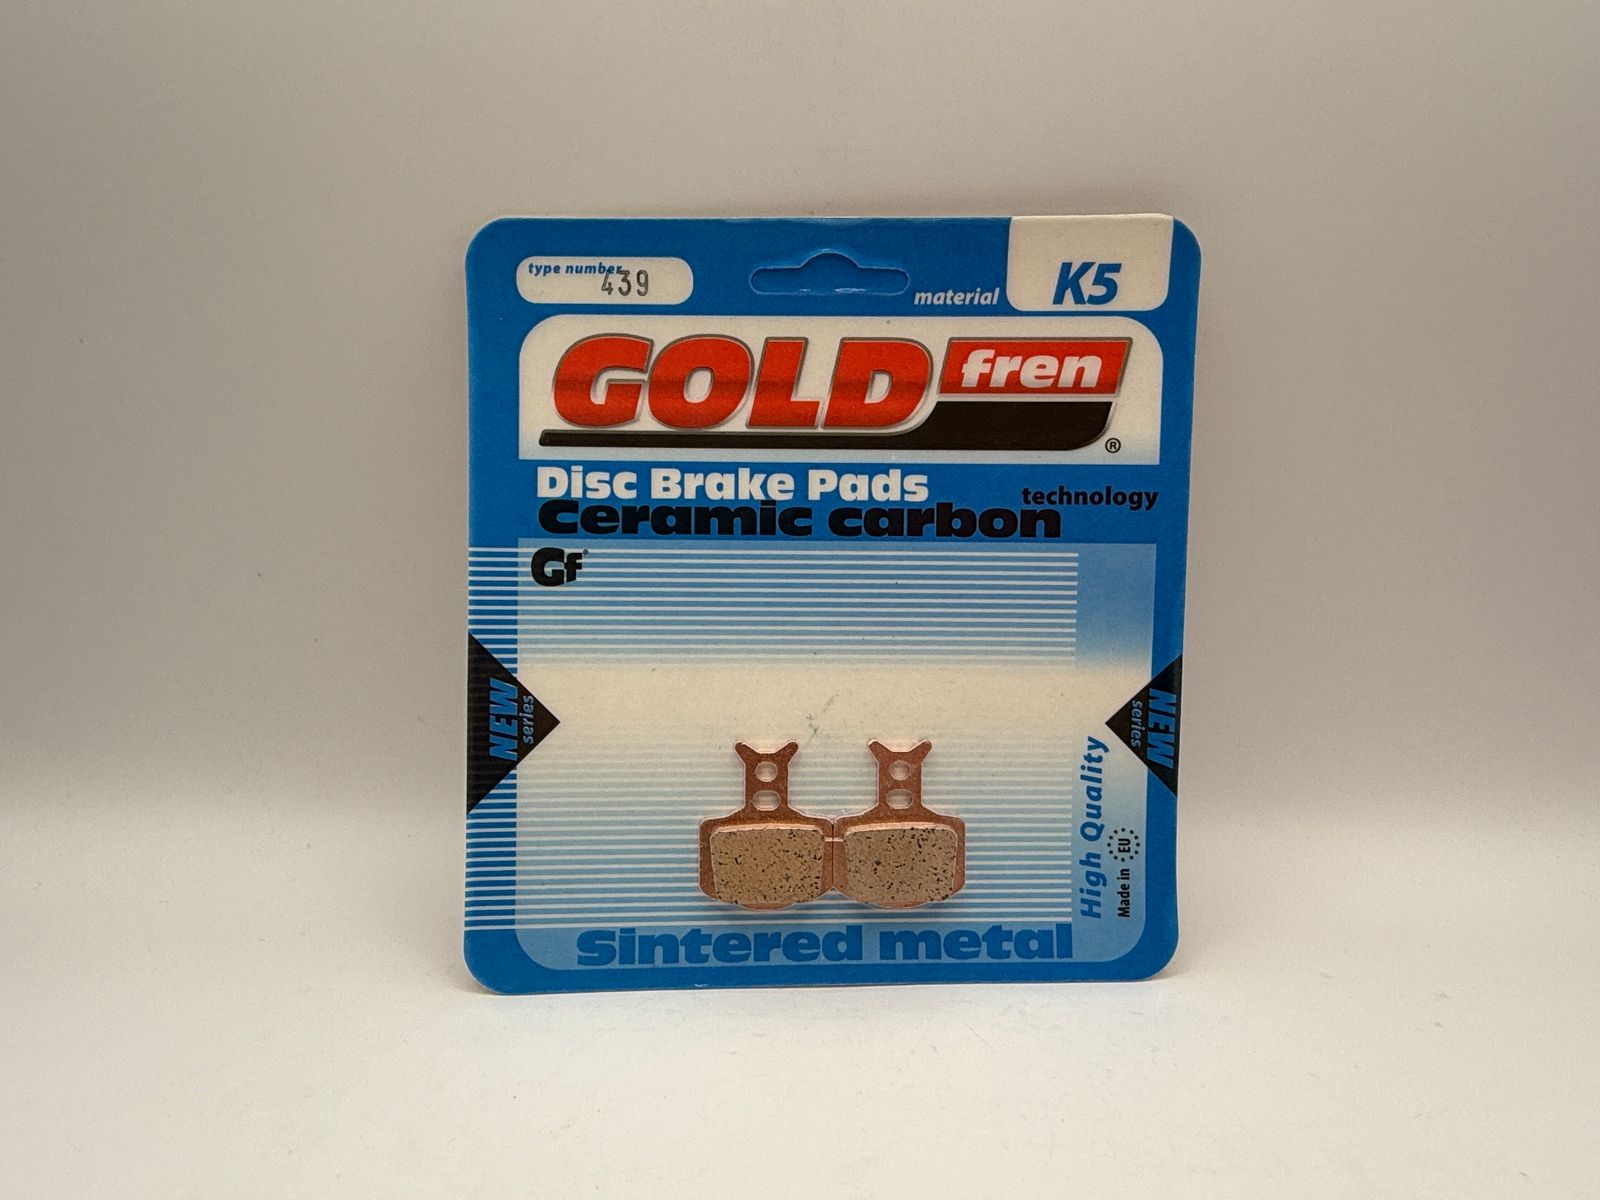 type number
439
material
K5
GOLD fren
®
Disc Brake Pads
Ceramic carbon technology
Gf
NEW
series
NEW
series
High Quality
Made in EU
Sintered metal